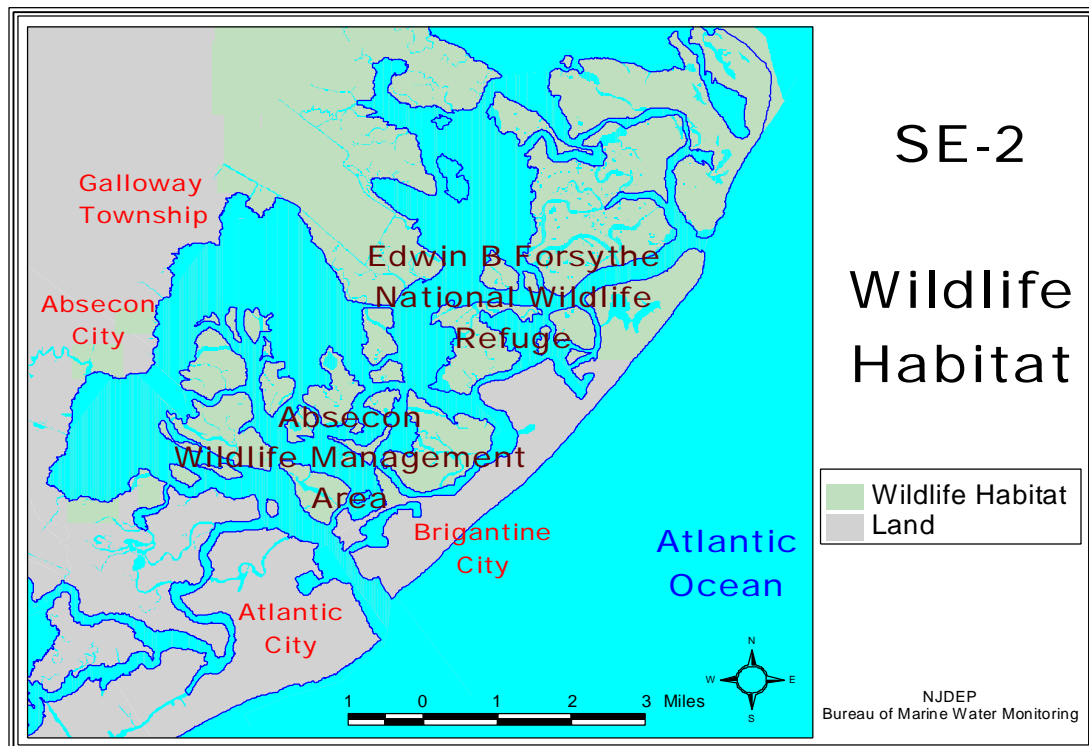 SE-2
Wildlife
Habitat
Galloway
Township
Absecon
City
Edwin B Forsythe
National Wildlife
Refuge
Absecon
Wildlife Management
Area
Brigantine
City
Atlantic
Ocean
Atlantic
City
Wildlife Habitat
Land
N
W
E
S
1 0 1 2 3 Miles
NJDEP
Bureau of Marine Water Monitoring